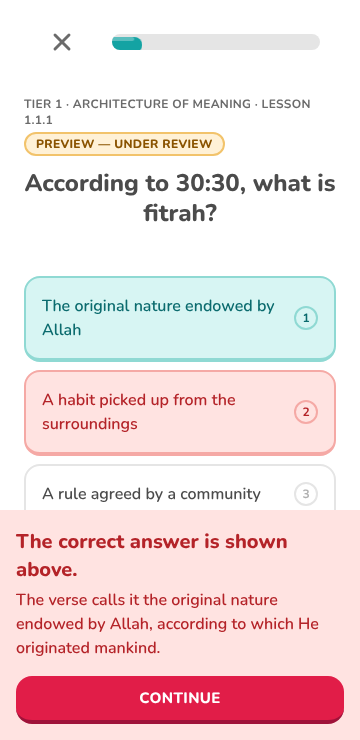 TIER 1 · ARCHITECTURE OF MEANING · LESSON
1.1.1
PREVIEW — UNDER REVIEW
According to 30:30, what is
fitrah?
The original nature endowed by
Allah
1
A habit picked up from the
surroundings
2
A rule agreed by a community
3
The correct answer is shown
above.
The verse calls it the original nature
endowed by Allah, according to which He
originated mankind.
CONTINUE